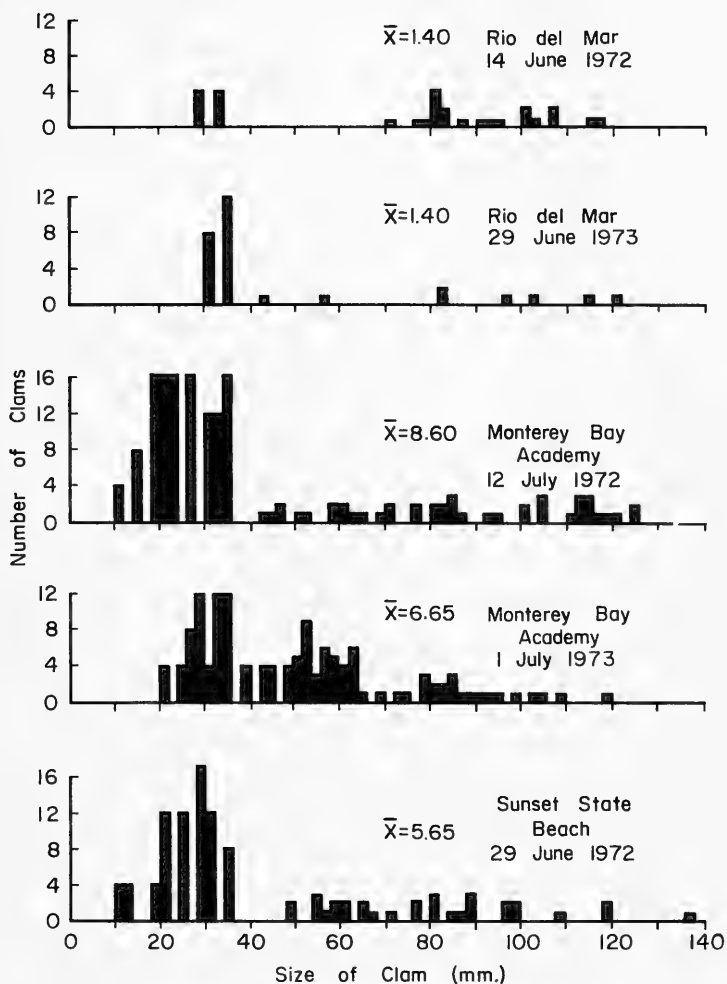 12
8
4
0
X̄=1.40 Rio del Mar
14 June 1972
12
8
4
0
X̄=1.40 Rio del Mar
29 June 1973
16
12
8
4
0
X̄=8.60 Monterey Bay
Academy
12 July 1972
12
8
4
0
X̄=6.65 Monterey Bay
Academy
1 July 1973
16
12
8
4
0
X̄=5.65 Sunset State
Beach
29 June 1972
0 20 40 60 80 100 120 140
Size of Clam (mm.)
Number of Clams